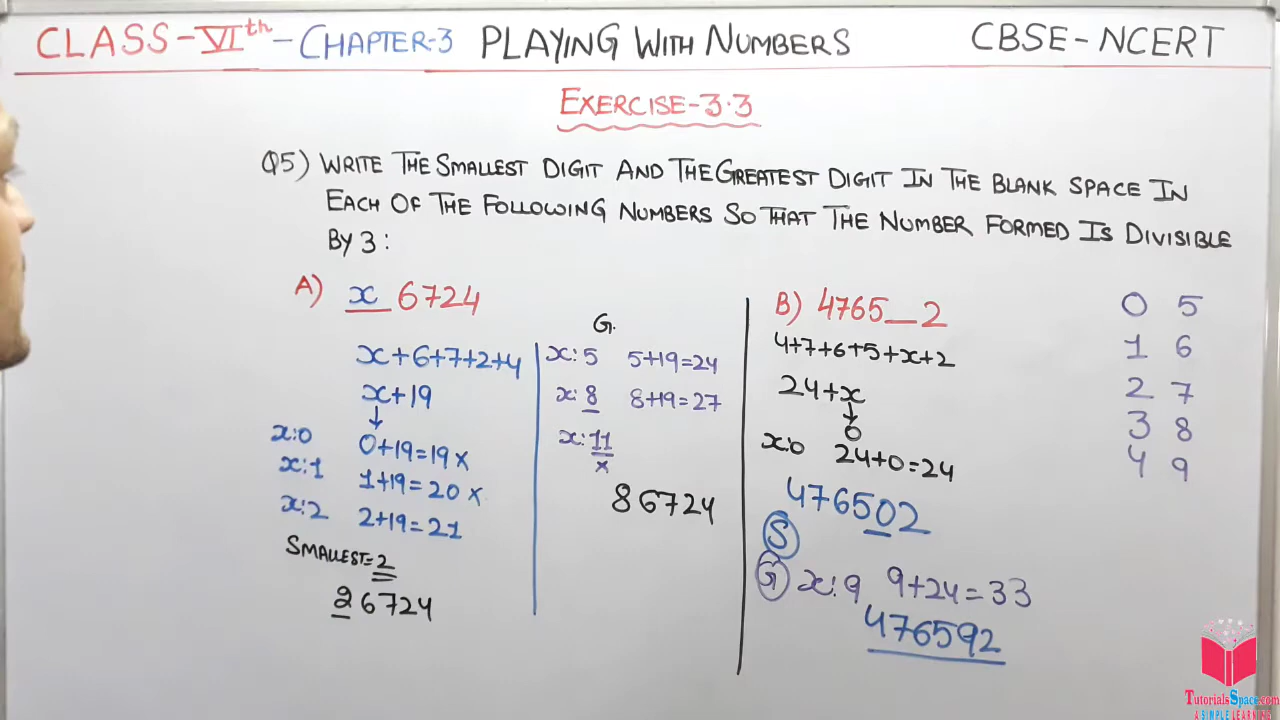 CLASS-VIth-CHAPTER-3 PLAYING WITH NUMBERS CBSE-NCERT
EXERCISE-3.3
Q5) WRITE THE SMALLEST DIGIT AND THE GREATEST DIGIT IN THE BLANK SPACE IN
EACH OF THE FOLLOWING NUMBERS SO THAT THE NUMBER FORMED IS DIVISIBLE
BY 3:
A) x 6724
x+6+7+2+4
x+19
↓
x:0 0+19=19 x
x:1 1+19=20 x
x:2 2+19=21
SMALLEST=2
26724
G.
x:5 5+19=24
x:8 8+19=27
x:11
x
86724
B) 4765__2
4+7+6+5+x+2
24+x
↓
0
x:0 24+0=24
476502
S
G x:9 9+24=33
476592
0 5
1 6
2 7
3 8
4 9
TutorialsSpace.com
A SIMPLE LEARNING